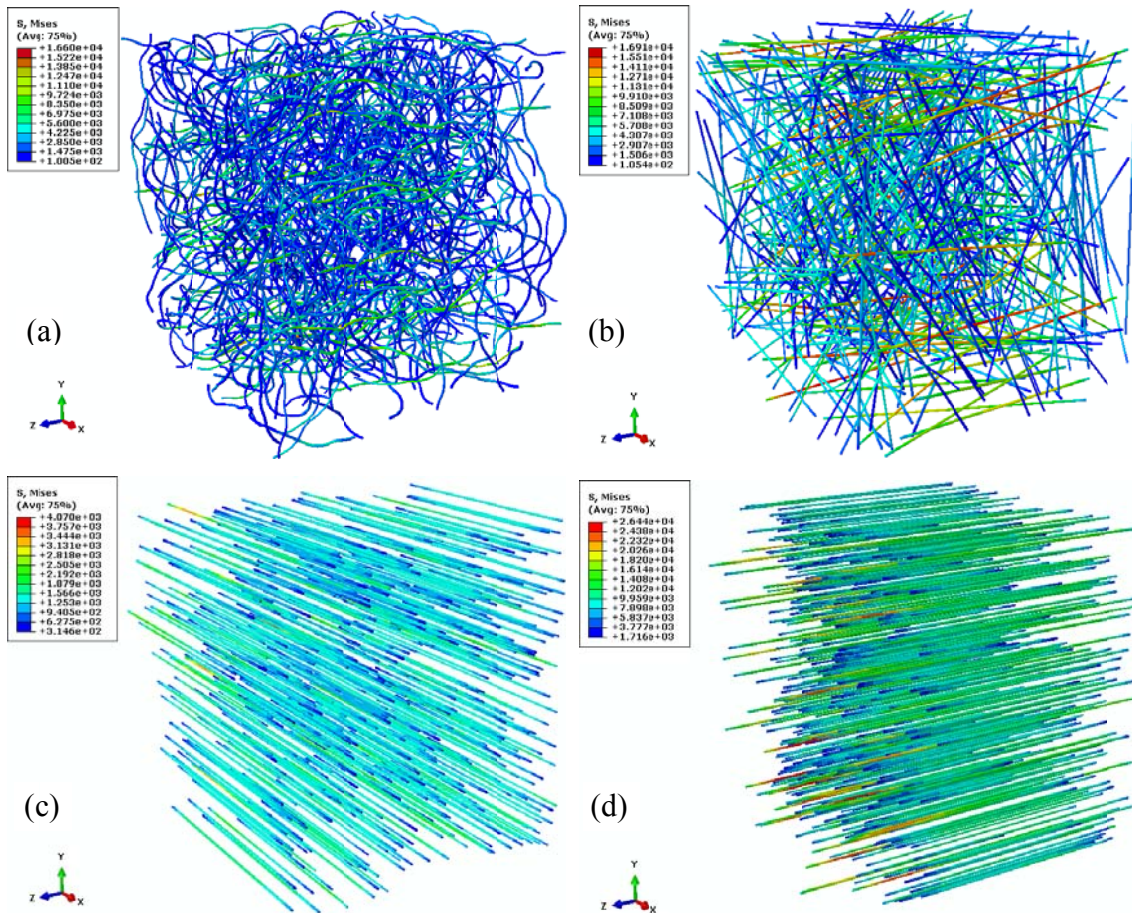 S, Mises
(Avg: 75%)
+1.660e+04
+1.522e+04
+1.385e+04
+1.247e+04
+1.110e+04
+9.724e+03
+8.350e+03
+6.975e+03
+5.600e+03
+4.225e+03
+2.850e+03
+1.475e+03
+1.005e+02
(a)
Y
Z
X
S, Mises
(Avg: 75%)
+1.691e+04
+1.551e+04
+1.411e+04
+1.271e+04
+1.131e+04
+9.910e+03
+8.509e+03
+7.108e+03
+5.708e+03
+4.307e+03
+2.907e+03
+1.506e+03
+1.054e+02
(b)
Y
Z
X
S, Mises
(Avg: 75%)
+4.070e+03
+3.757e+03
+3.444e+03
+3.131e+03
+2.818e+03
+2.505e+03
+2.192e+03
+1.879e+03
+1.566e+03
+1.253e+03
+9.405e+02
+6.275e+02
+3.146e+02
(c)
Y
Z
X
S, Mises
(Avg: 75%)
+2.644e+04
+2.438e+04
+2.232e+04
+2.026e+04
+1.820e+04
+1.614e+04
+1.408e+04
+1.202e+04
+9.959e+03
+7.898e+03
+5.837e+03
+3.777e+03
+1.716e+03
(d)
Y
Z
X